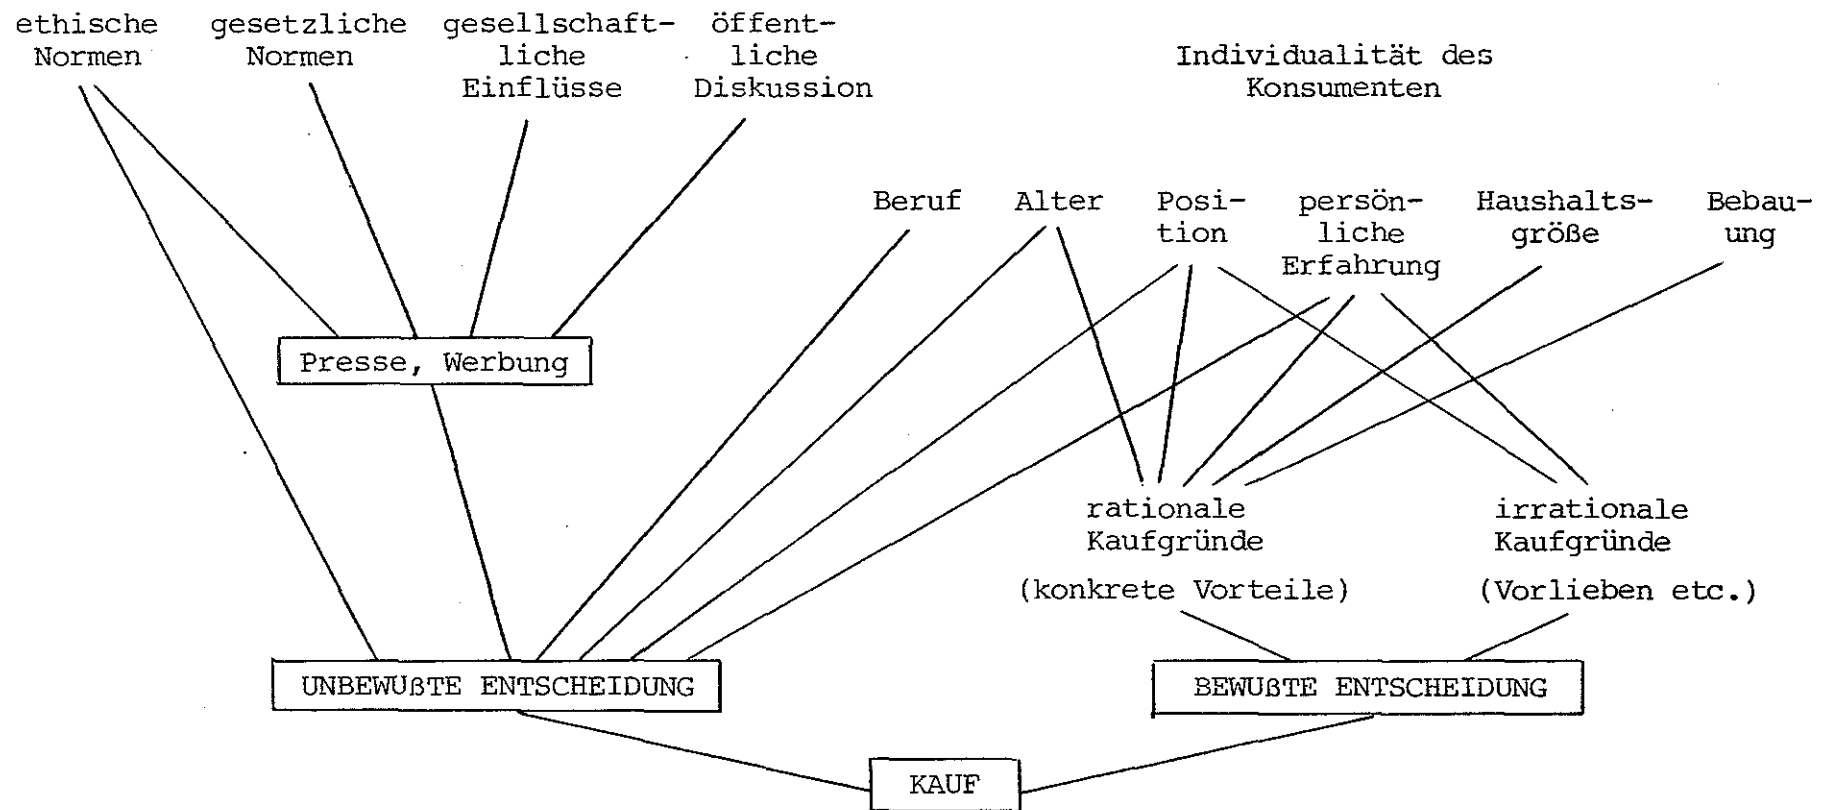 ethische
Normen
gesetzliche
Normen
gesellschaft-
liche
Einflüsse
öffent-
liche
Diskussion
Individualität des
Konsumenten
Beruf
Alter
Posi-
tion
persön-
liche
Erfahrung
Haushalts-
größe
Bebau-
ung
Presse, Werbung
rationale
Kaufgründe
(konkrete Vorteile)
irrationale
Kaufgründe
(Vorlieben etc.)
UNBEWUßTE ENTSCHEIDUNG
BEWUßTE ENTSCHEIDUNG
KAUF